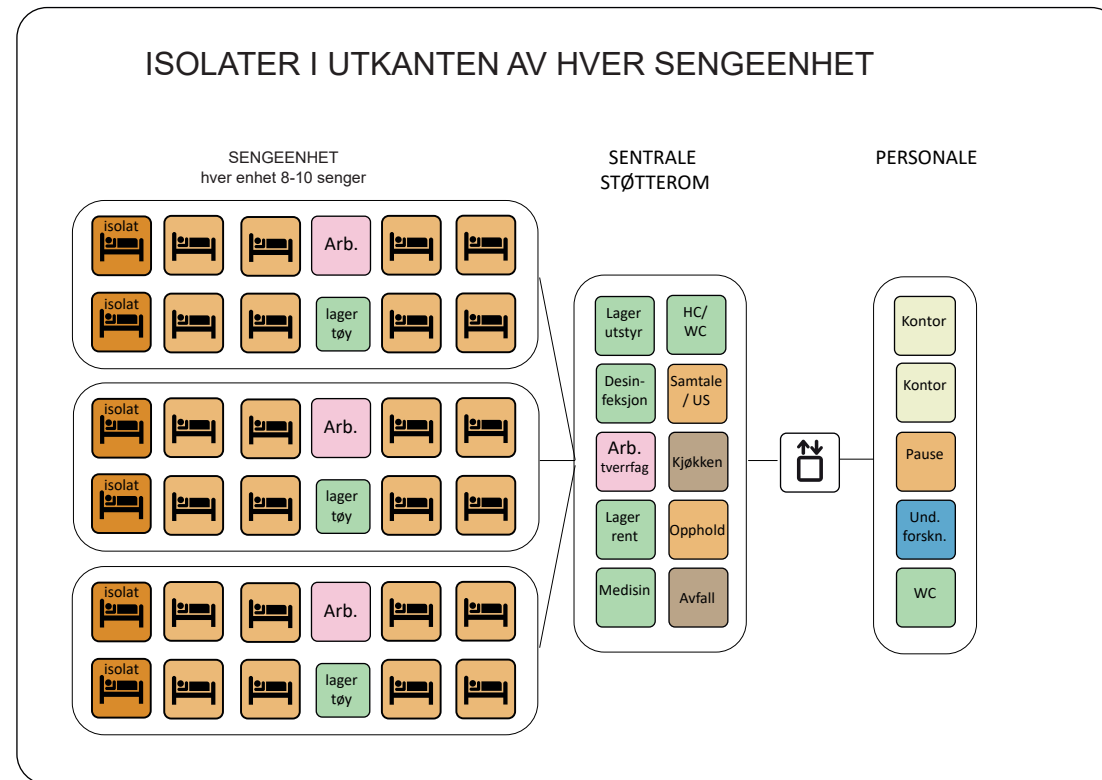 ISOLATER I UTKANTEN AV HVER SENGEENHET
SENGEENHET
hver enhet 8-10 senger
SENTRALE
STØTTEROM
PERSONALE
isolat
Arb.
isolat
lager
tøy
isolat
Arb.
isolat
lager
tøy
isolat
Arb.
isolat
lager
tøy
Lager
utstyr
HC/
WC
Desin-
feksjon
Samtale
/ US
Arb.
tverrfag
Kjøkken
Lager
rent
Opphold
Medisin
Avfall
Kontor
Kontor
Pause
Und.
forskn.
WC